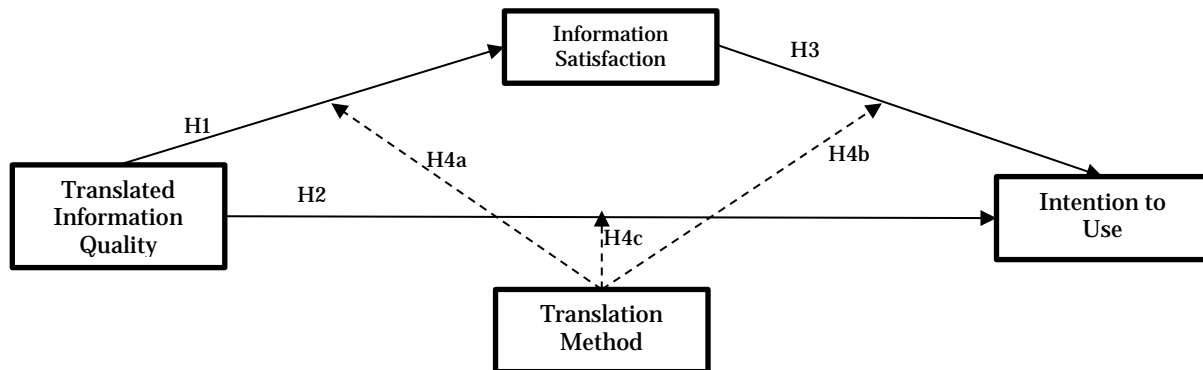 Information
Satisfaction
H3
H1
H4a
H4b
Translated
Information
Quality
H2
Intention to
Use
H4c
Translation
Method